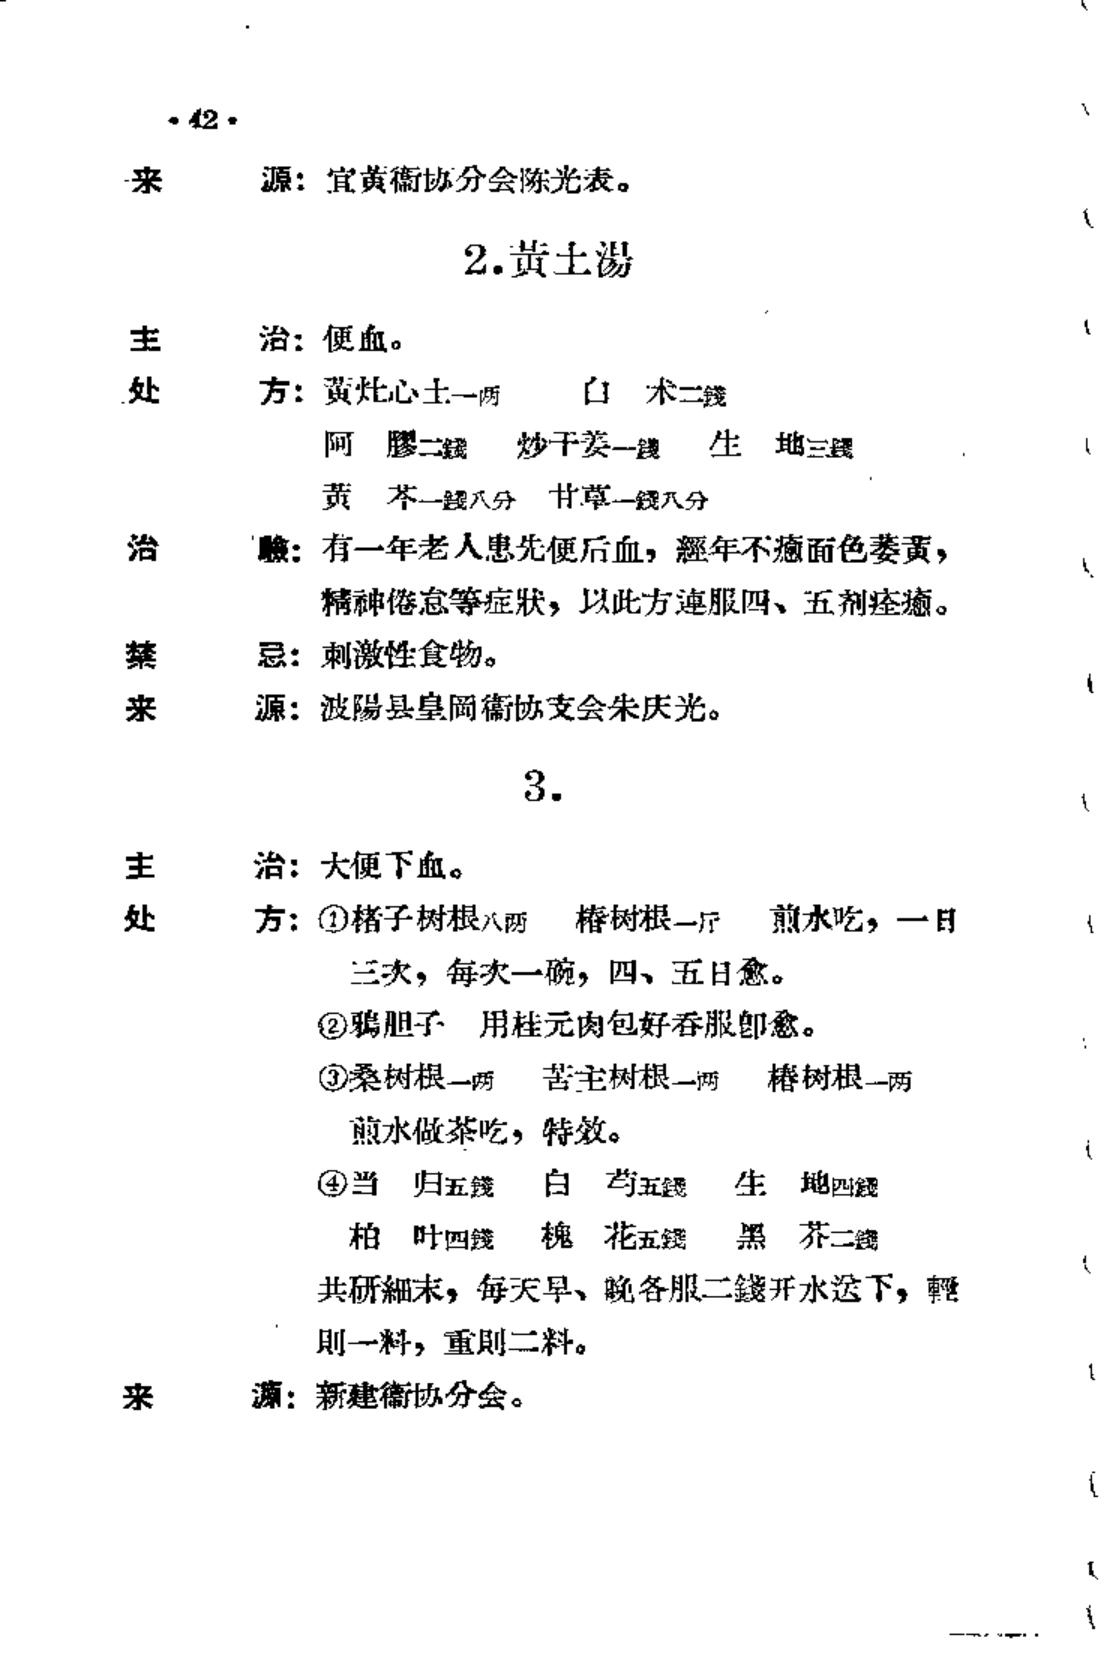 ·42·
来　源：宜黄衞协分会陈光表。
2.黃土湯
主　治：便血。
处　方：黃灶心土一两　白　术二錢
阿　膠二錢　炒干姜一錢　生　地三錢
黃　芩一錢八分　甘草一錢八分
治　驗：有一年老人患先便后血，經年不癒面色萎黃，
精神倦怠等症狀，以此方連服四、五剂痊癒。
禁　忌：刺激性食物。
来　源：波陽县皇岡衞协支会朱庆光。
3.
主　治：大便下血。
处　方：①楮子树根八两　椿树根一斤　煎水吃，一日
三次，每次一碗，四、五日愈。
②鴉胆子　用桂元肉包好吞服卽愈。
③桑树根一两　苦主树根一两　椿树根一两
煎水做茶吃，特效。
④当　归五錢　白　芍五錢　生　地四錢
柏　叶四錢　槐　花五錢　黑　芥二錢
共研細末，每天早、晚各服二錢开水送下，輕
則一料，重則二料。
来　源：新建衞协分会。